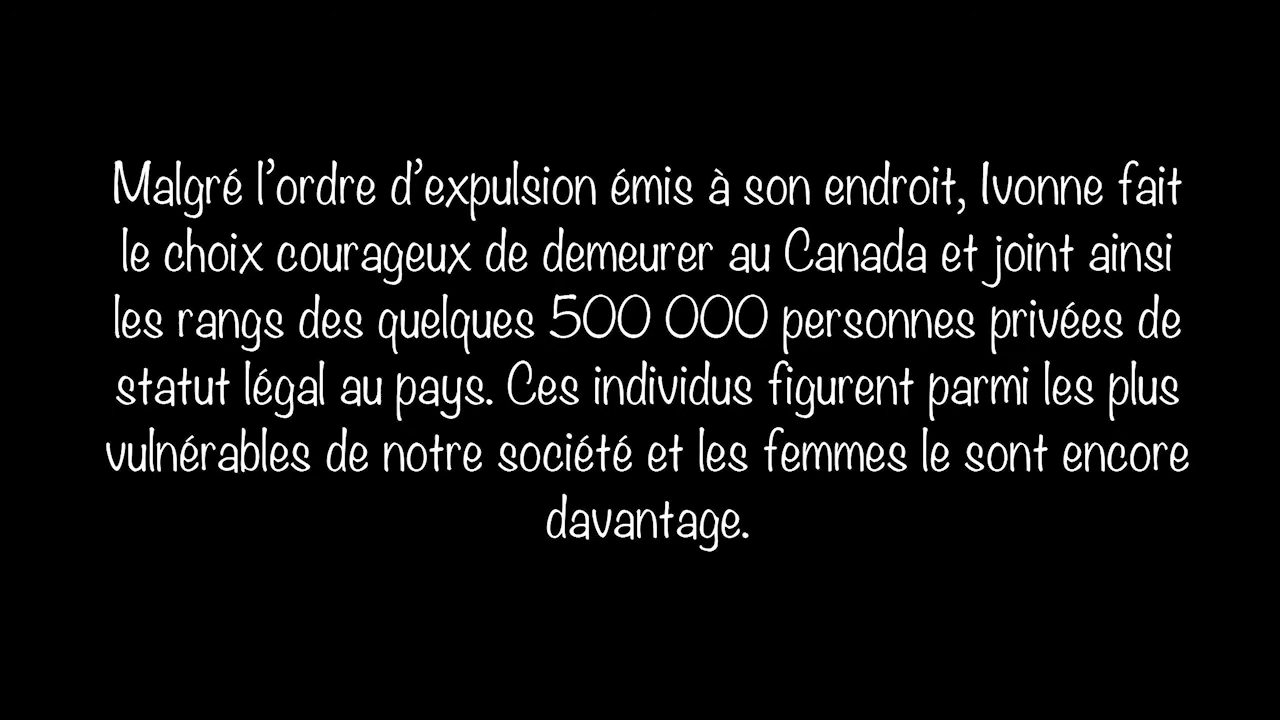 Malgré l’ordre d’expulsion émis à son endroit, Ivonne fait
le choix courageux de demeurer au Canada et joint ainsi
les rangs des quelques 500 000 personnes privées de
statut légal au pays. Ces individus figurent parmi les plus
vulnérables de notre société et les femmes le sont encore
davantage.